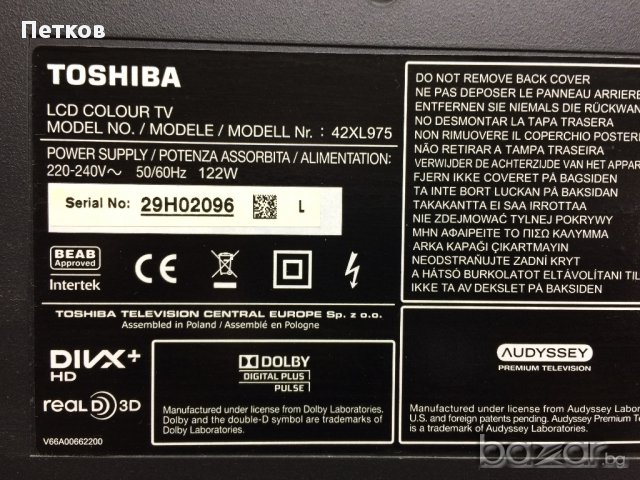 Петков
TOSHIBA
LCD COLOUR TV
MODEL NO. / MODELE / MODELL Nr. : 42XL975
POWER SUPPLY / POTENZA ASSORBITA / ALIMENTATION:
220-240V~ 50/60Hz 122W
Serial No: 29H02096 L
BEAB
Approved
Intertek
CE
TOSHIBA TELEVISION CENTRAL EUROPE Sp. z o.o.
Assembled in Poland / Assemblé en Pologne
DIVX+
HD
REAL D 3D
V66A00662200
DOLBY
DIGITAL PLUS
PULSE
Manufactured under license from Dolby Laboratories.
Dolby and the double-D symbol are trademarks of
Dolby Laboratories.
DO NOT REMOVE BACK COVER
NE PAS DEPOSER LE PANNEAU ARRIERE
ENTFERNEN SIE NIEMALS DIE RÜCKWAN
NO DESMONTAR LA TAPA TRASERA
NON RIMUOVERE IL COPERCHIO POSTER
NÃO RETIRAR A TAMPA TRASEIRA
VERWIJDER DE ACHTERZIJDE VAN HET APPAR
FJERN IKKE COVERET PÅ BAGSIDEN
TA INTE BORT LUCKAN PÅ BAKSIDAN
TAKAKANTTA EI SAA IRROTTAA
NIE ZDEJMOWAĆ TYLNEJ POKRYWY
ΜΗΝ ΑΦΑΙΡΕΙΤΕ ΤΟ ΠΙΣΩ ΚΑΛΥΜΜΑ
ARKA KAPAĞI ÇIKARTMAYIN
NEODSTRAŇUJTE ZADNÍ KRYT
A HÁTSÓ BURKOLATOT ELTÁVOLÍTANI TIL
IKKE TA AV DEKSLET PÅ BAKSIDEN
AUDYSSEY
PREMIUM TELEVISION
Manufactured under license from Audyssey Labor
U.S. and foreign patents pending. Audyssey Premium Te
is a trademark of Audyssey Laboratories.
bazar.bg